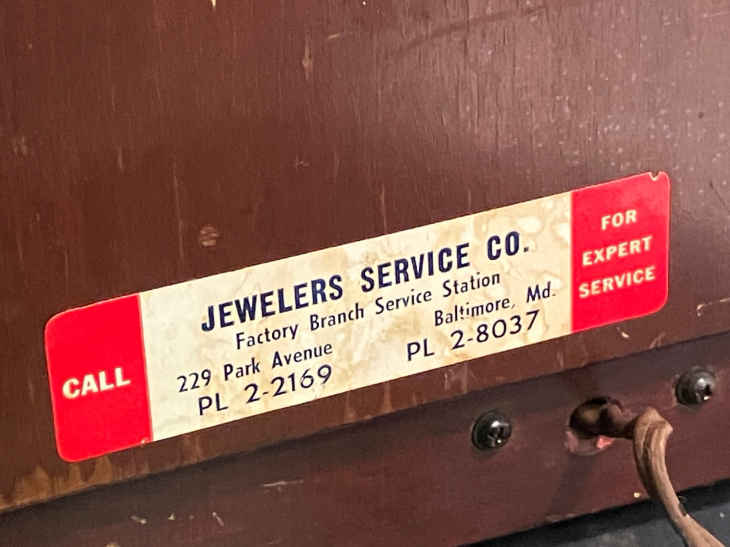 CALL
JEWELERS SERVICE CO.
Factory Branch Service Station
229 Park Avenue Baltimore, Md.
PL 2-2169 PL 2-8037
FOR
EXPERT
SERVICE